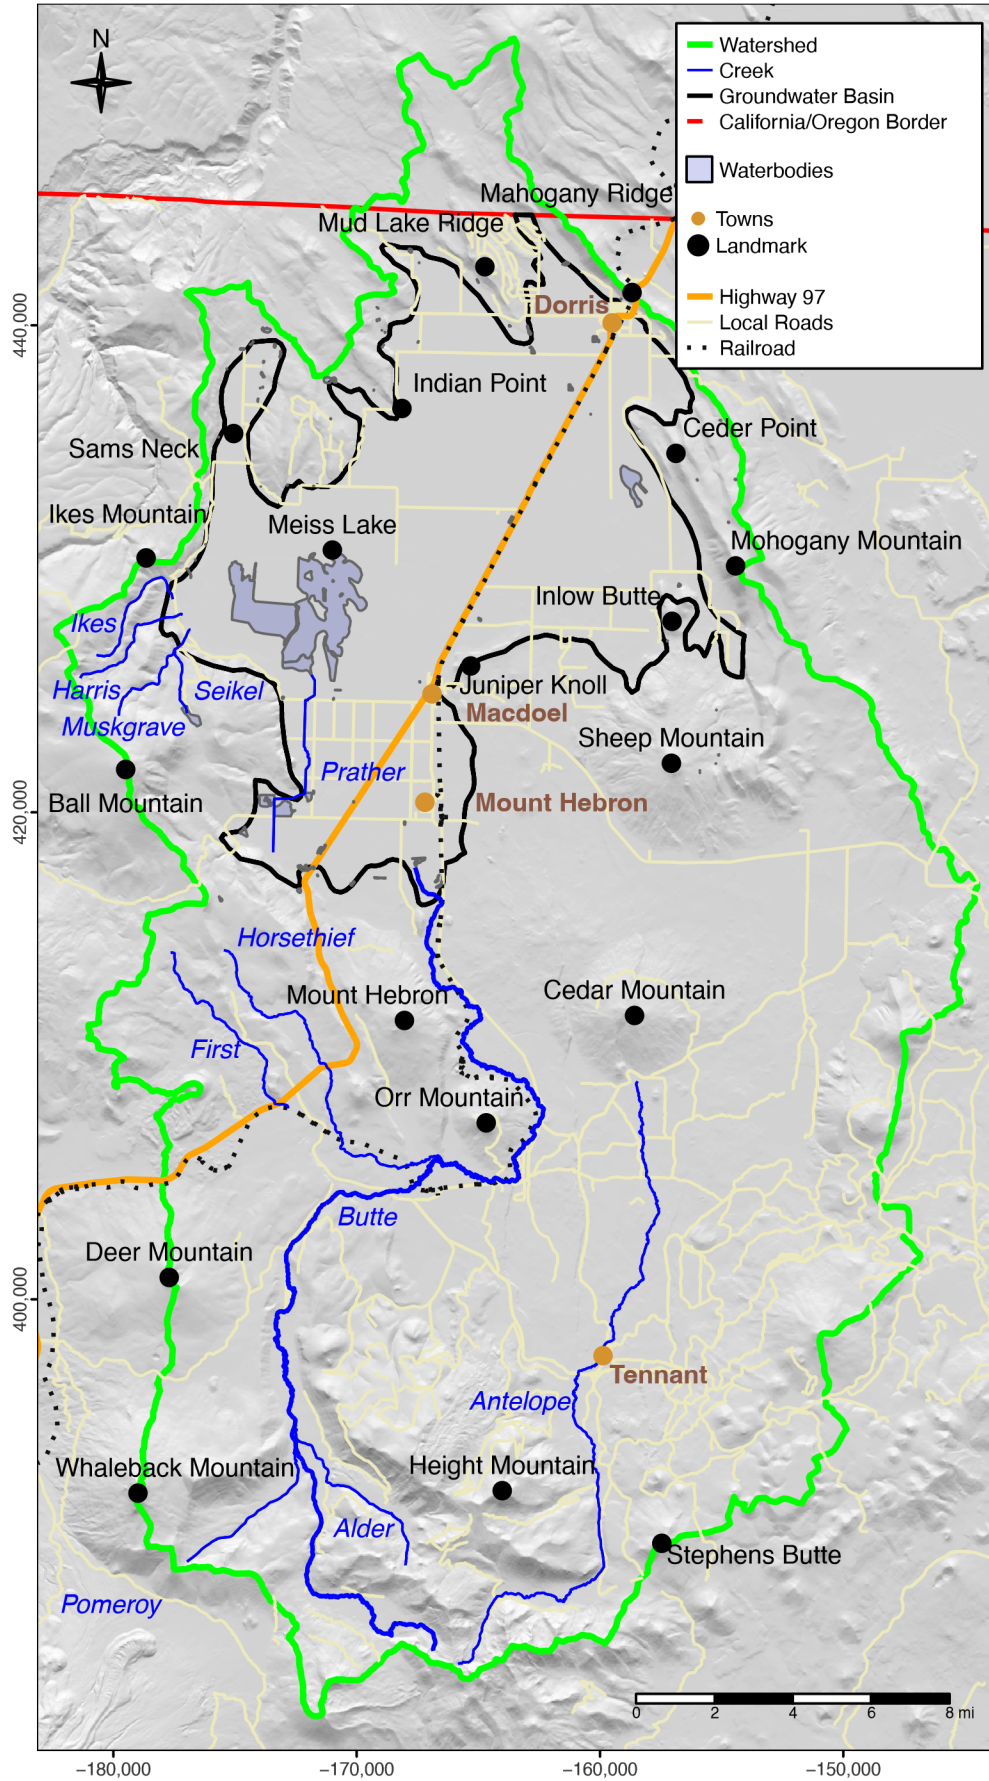 N
Watershed
Creek
Groundwater Basin
California/Oregon Border
Waterbodies
Towns
Landmark
Highway 97
Local Roads
Railroad
Mahogany Ridge
Mud Lake Ridge
Dorris
440,000
Indian Point
Ceder Point
Sams Neck
Ikes Mountain
Meiss Lake
Mohogany Mountain
Inlow Butte
Ikes
Harris
Seikel
Juniper Knoll
Macdoel
Muskgrave
Sheep Mountain
Prather
Ball Mountain
Mount Hebron
420,000
Horsethief
Mount Hebron
Cedar Mountain
First
Orr Mountain
Butte
Deer Mountain
400,000
Tennant
Antelope
Whaleback Mountain
Height Mountain
Alder
Stephens Butte
Pomeroy
0 2 4 6 8 mi
−180,000 −170,000 −160,000 −150,000